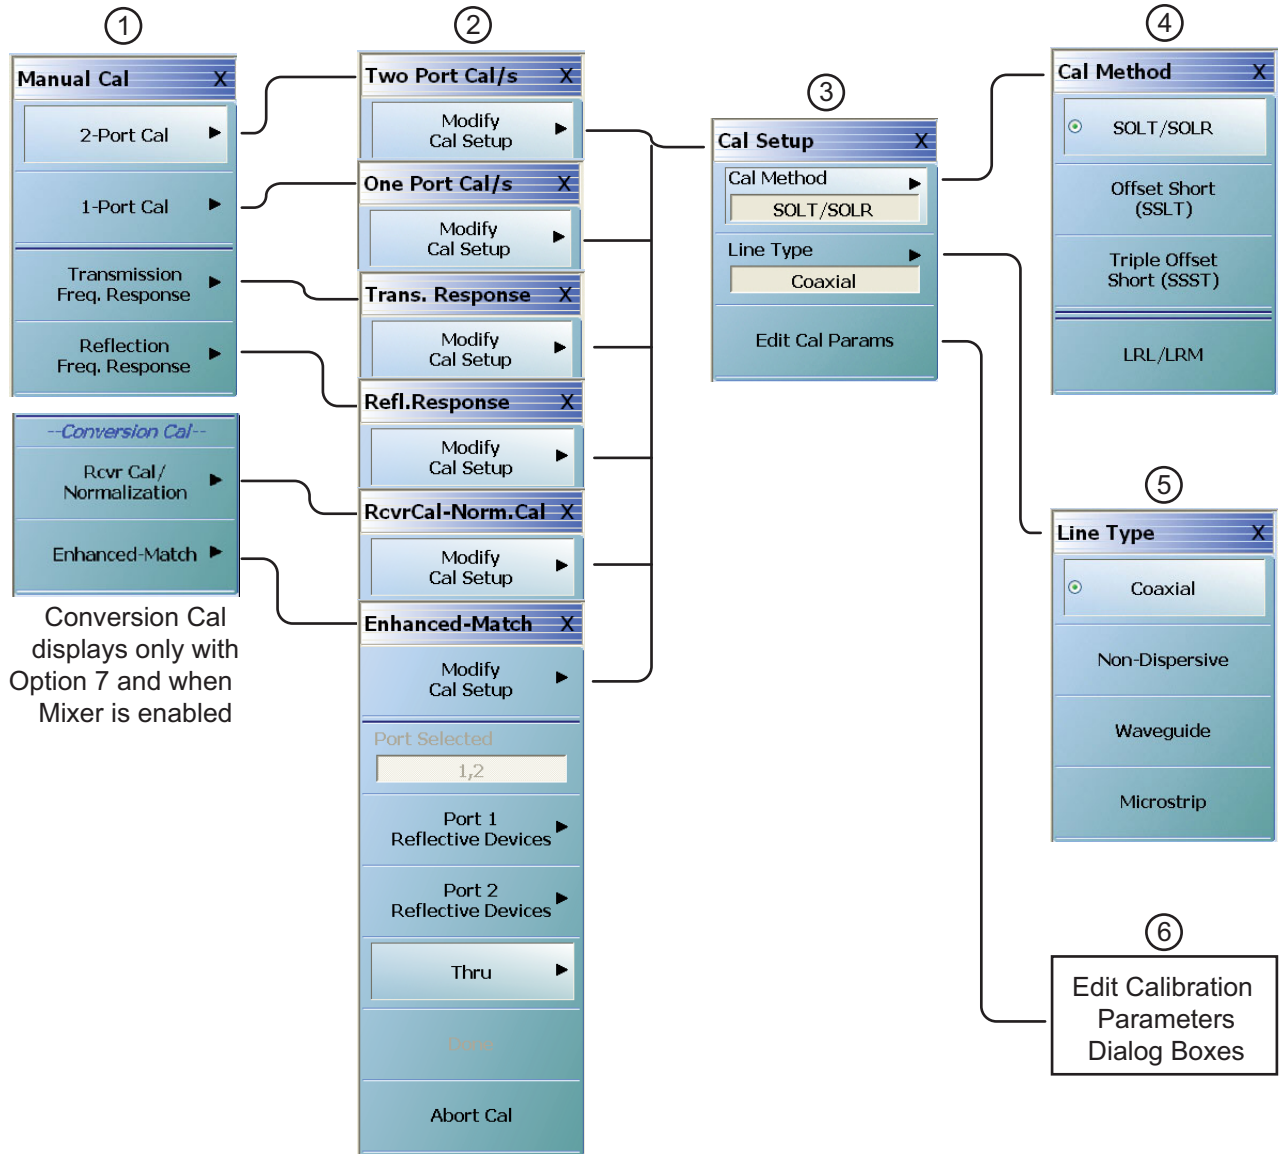 1
Manual Cal X
2-Port Cal
1-Port Cal
Transmission
Freq. Response
Reflection
Freq. Response
--Conversion Cal--
Rcvr Cal/
Normalization
Enhanced-Match
Conversion Cal
displays only with
Option 7 and when
Mixer is enabled
2
Two Port Cal/s X
Modify
Cal Setup
One Port Cal/s X
Modify
Cal Setup
Trans. Response X
Modify
Cal Setup
Refl.Response X
Modify
Cal Setup
RcvrCal-Norm.Cal X
Modify
Cal Setup
Enhanced-Match X
Modify
Cal Setup
Port Selected
1,2
Port 1
Reflective Devices
Port 2
Reflective Devices
Thru
Done
Abort Cal
3
Cal Setup X
Cal Method
SOLT/SOLR
Line Type
Coaxial
Edit Cal Params
4
Cal Method X
SOLT/SOLR
Offset Short
(SSLT)
Triple Offset
Short (SSST)
LRL/LRM
5
Line Type X
Coaxial
Non-Dispersive
Waveguide
Microstrip
6
Edit Calibration
Parameters
Dialog Boxes